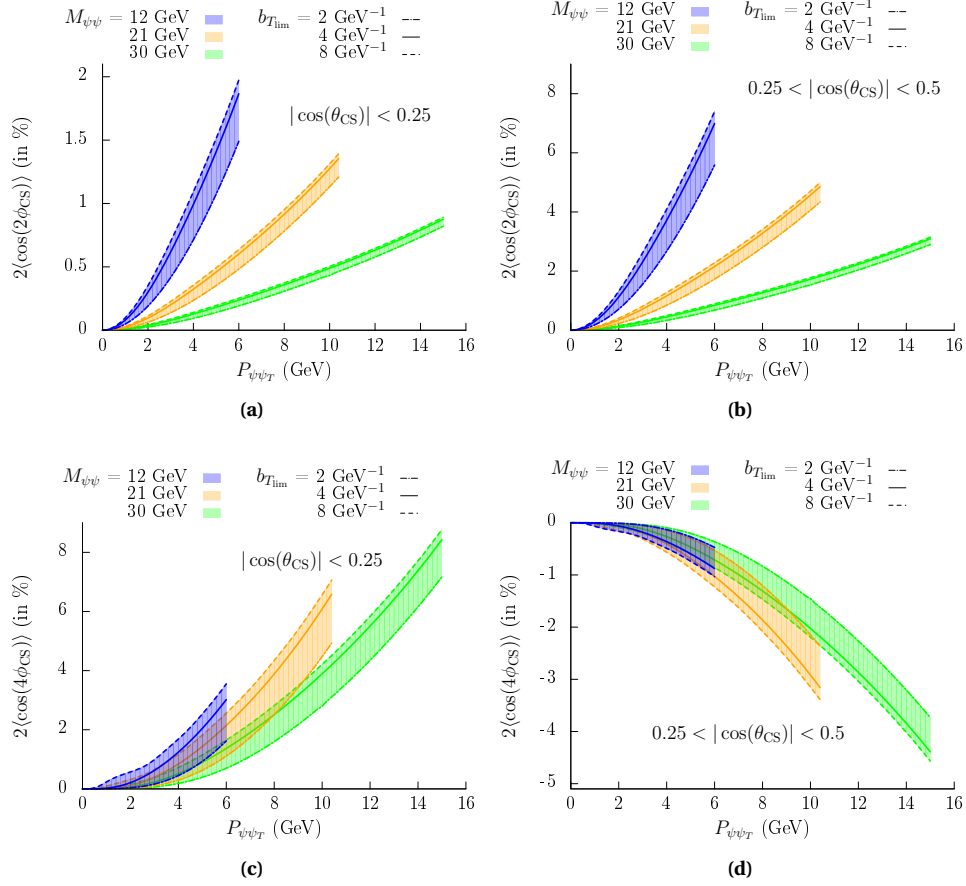 M_ψψ = 12 GeV b_{T_lim} = 2 GeV⁻¹
21 GeV 4 GeV⁻¹
30 GeV 8 GeV⁻¹
2
1.5
1
0.5
0
2⟨cos(2ϕ_CS)⟩ (in %)
|cos(θ_CS)| < 0.25
0 2 4 6 8 10 12 14 16
P_{ψψ_T} (GeV)
(a)
M_ψψ = 12 GeV b_{T_lim} = 2 GeV⁻¹
21 GeV 4 GeV⁻¹
30 GeV 8 GeV⁻¹
8
6
4
2
0
2⟨cos(2ϕ_CS)⟩ (in %)
0.25 < |cos(θ_CS)| < 0.5
0 2 4 6 8 10 12 14 16
P_{ψψ_T} (GeV)
(b)
M_ψψ = 12 GeV b_{T_lim} = 2 GeV⁻¹
21 GeV 4 GeV⁻¹
30 GeV 8 GeV⁻¹
8
6
4
2
0
2⟨cos(4ϕ_CS)⟩ (in %)
|cos(θ_CS)| < 0.25
0 2 4 6 8 10 12 14 16
P_{ψψ_T} (GeV)
(c)
M_ψψ = 12 GeV b_{T_lim} = 2 GeV⁻¹
21 GeV 4 GeV⁻¹
30 GeV 8 GeV⁻¹
0
-1
-2
-3
-4
-5
2⟨cos(4ϕ_CS)⟩ (in %)
0.25 < |cos(θ_CS)| < 0.5
0 2 4 6 8 10 12 14 16
P_{ψψ_T} (GeV)
(d)